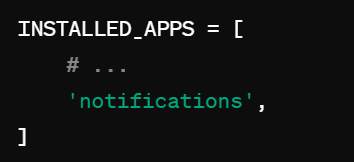 INSTALLED_APPS = [
    # ...
    'notifications',
]